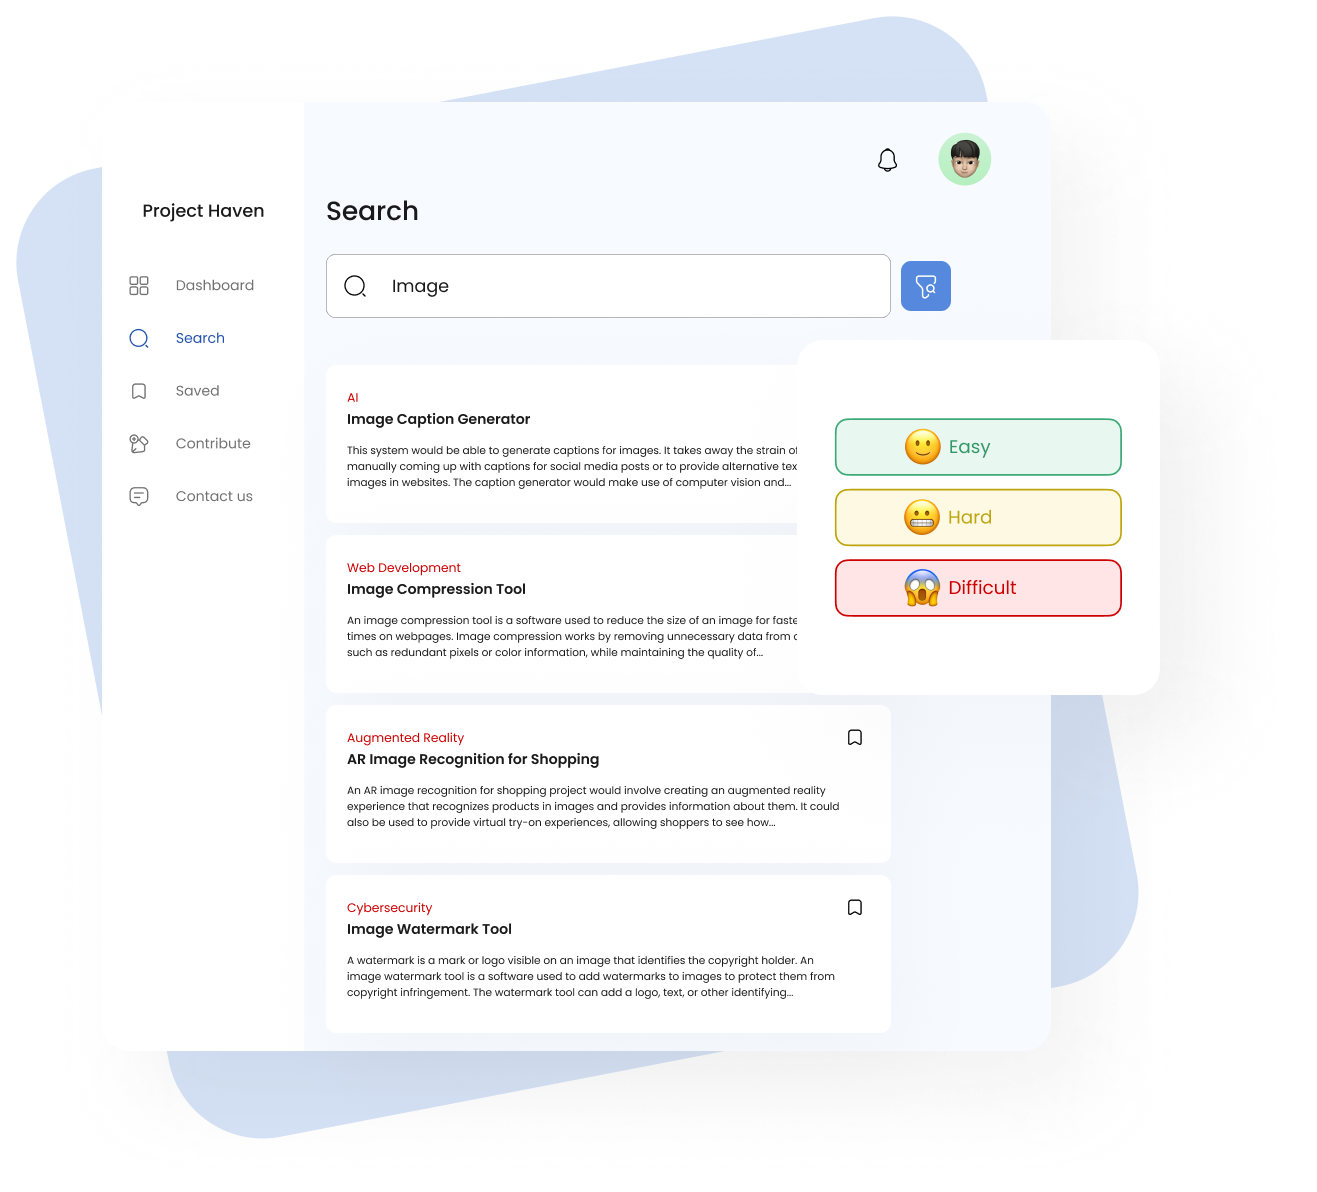 Project Haven
Dashboard
Search
Saved
Contribute
Contact us
Search
Image
AI
Image Caption Generator
This system would be able to generate captions for images. It takes away the strain of
manually coming up with captions for social media posts or to provide alternative tex
images in websites. The caption generator would make use of computer vision and...
Web Development
Image Compression Tool
An image compression tool is a software used to reduce the size of an image for faste
times on webpages. Image compression works by removing unnecessary data from
such as redundant pixels or color information, while maintaining the quality of...
Augmented Reality
AR Image Recognition for Shopping
An AR image recognition for shopping project would involve creating an augmented reality
experience that recognizes products in images and provides information about them. It could
also be used to provide virtual try-on experiences, allowing shoppers to see how...
Cybersecurity
Image Watermark Tool
A watermark is a mark or logo visible on an image that identifies the copyright holder. An
image watermark tool is a software used to add watermarks to images to protect them from
copyright infringement. The watermark tool can add a logo, text, or other identifying...
Easy
Hard
Difficult